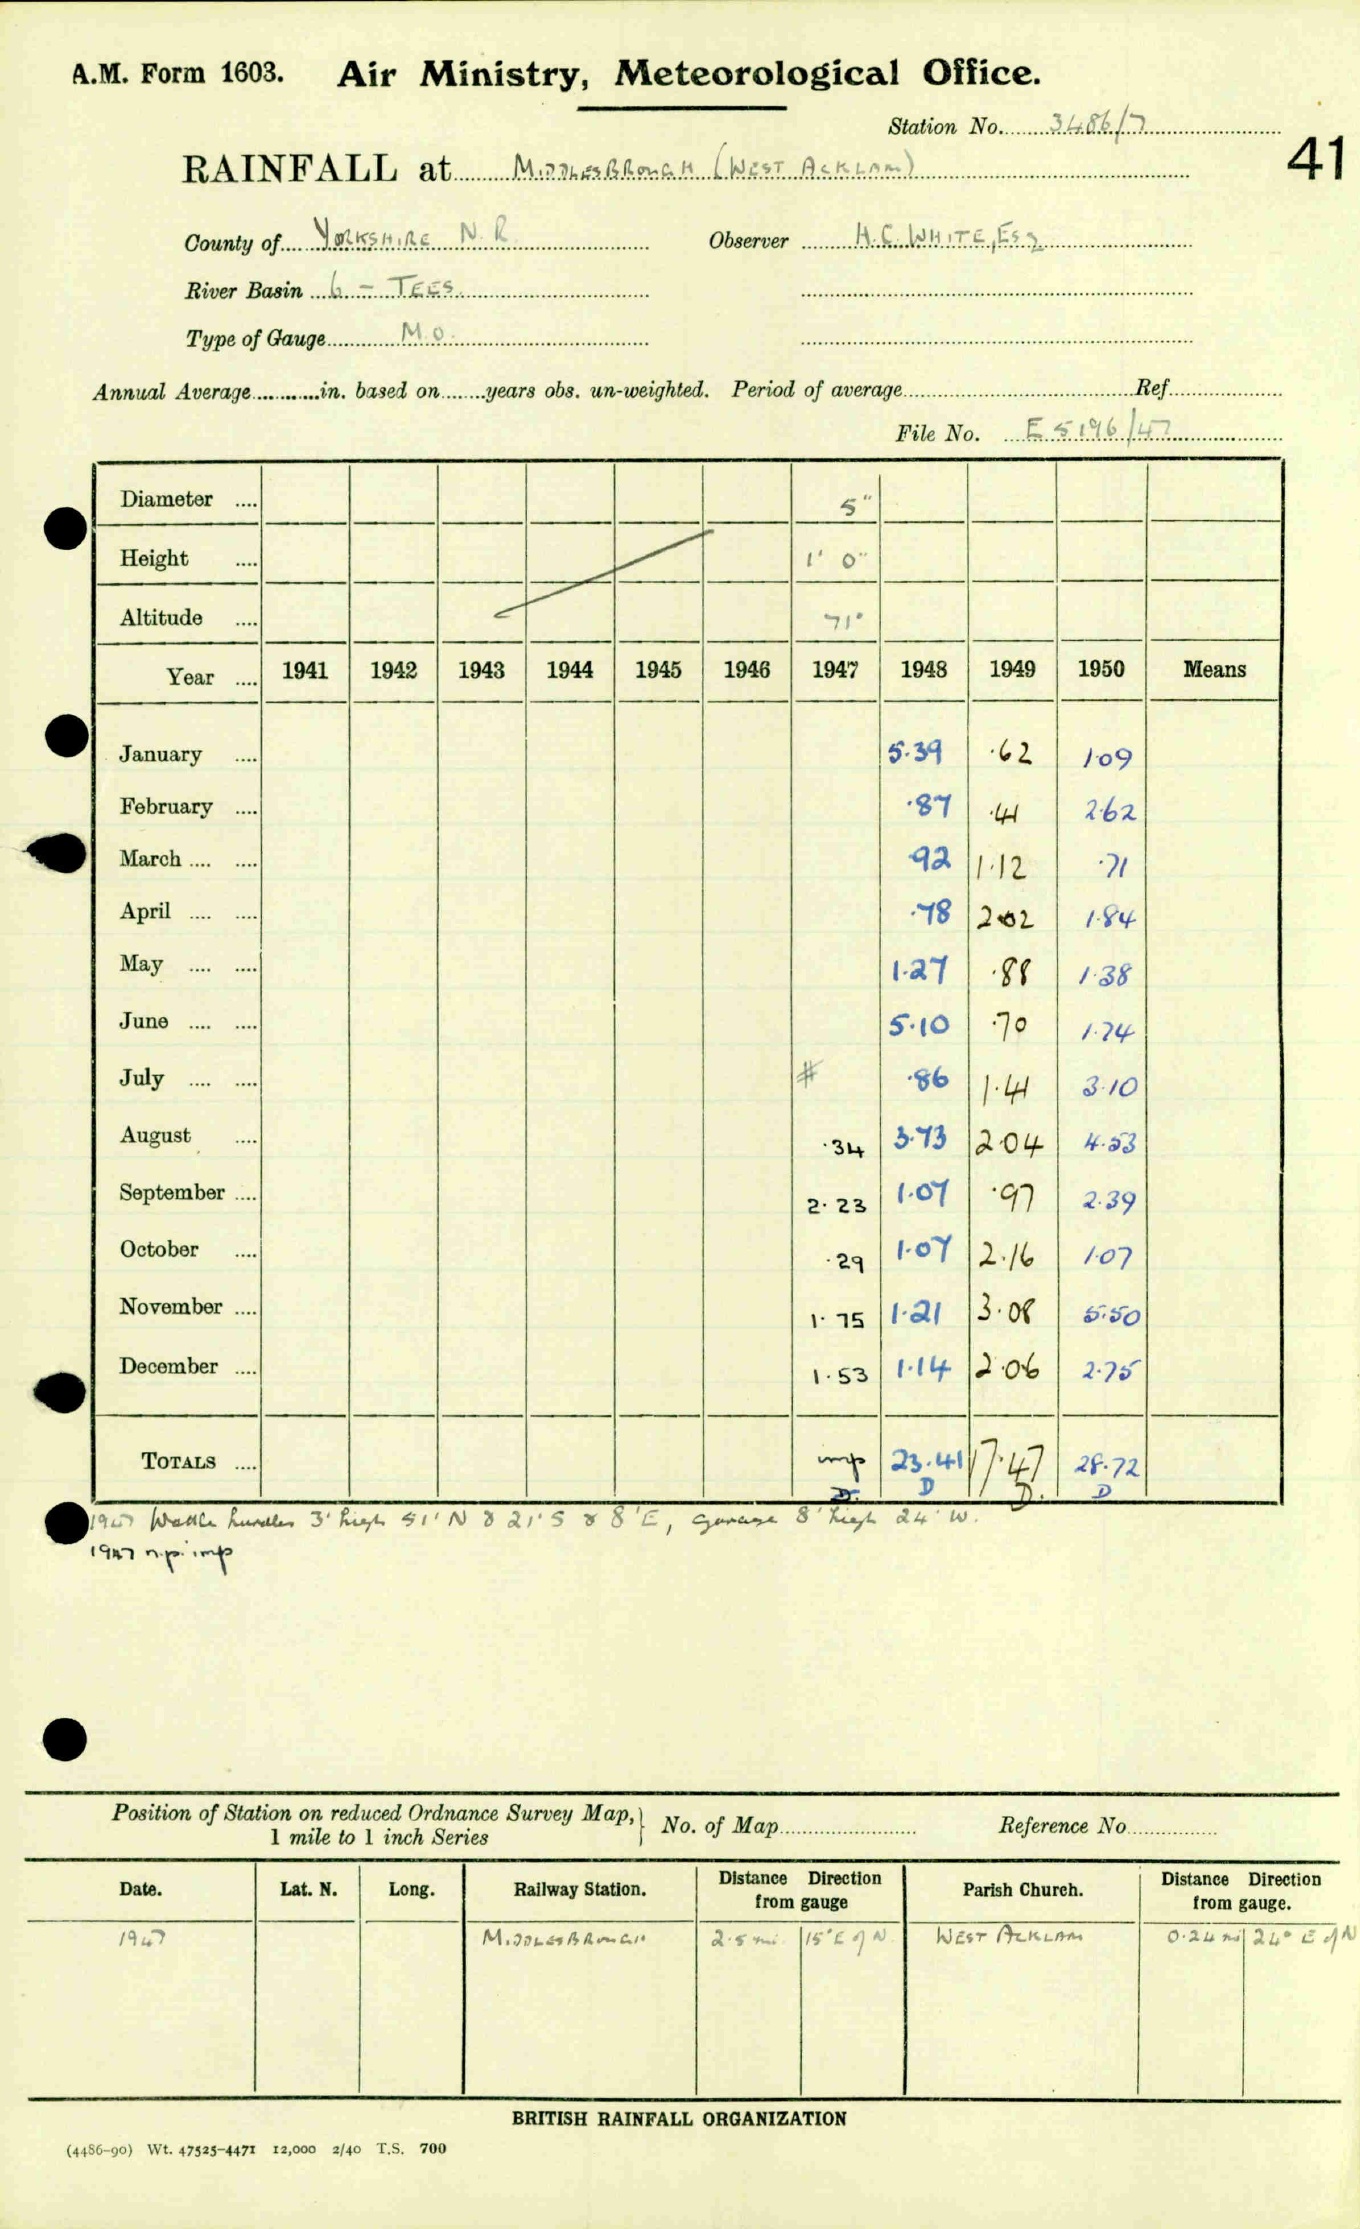 A.M. Form 1603. Air Ministry, Meteorological Office.
Station No. 3486/7
41
RAINFALL at MIDDLESBROUGH (WEST ACKLAM)
County of YORKSHIRE N.R. Observer H.C. WHITE, Esq
River Basin 6 - TEES.
Type of Gauge M.O.
Annual Average in. based on years obs. un-weighted. Period of average Ref
File No. E 5196/47
Diameter 5"
Height 1' 0"
Altitude 71'
Year 1941 1942 1943 1944 1945 1946 1947 1948 1949 1950 Means
January 5.39 .62 1.09
February .87 .41 2.62
March .92 1.12 .71
April .78 2.02 1.84
May 1.27 .88 1.38
June 5.10 .70 1.74
July # .86 1.41 3.10
August .34 3.73 2.04 4.53
September 2.23 1.07 .97 2.39
October .29 1.07 2.16 1.07
November 1.75 1.21 3.08 5.50
December 1.53 1.14 2.06 2.75
TOTALS imp 23.41 17.47 28.72
D. D D. D
1947 Wattle hurdles 3' high 51' N & 21' S & 8' E, garage 8' high 24' W.
1947 n.p. imp
Position of Station on reduced Ordnance Survey Map, 1 mile to 1 inch Series } No. of Map Reference No
Date. Lat. N. Long. Railway Station. Distance Direction from gauge Parish Church. Distance Direction from gauge.
1947 MIDDLESBROUGH 2.5 mi. 15° E of N. WEST ACKLAM 0.24 mi 24° E of N
BRITISH RAINFALL ORGANIZATION
(4486-90) Wt. 47525-4471 12,000 2/40 T.S. 700